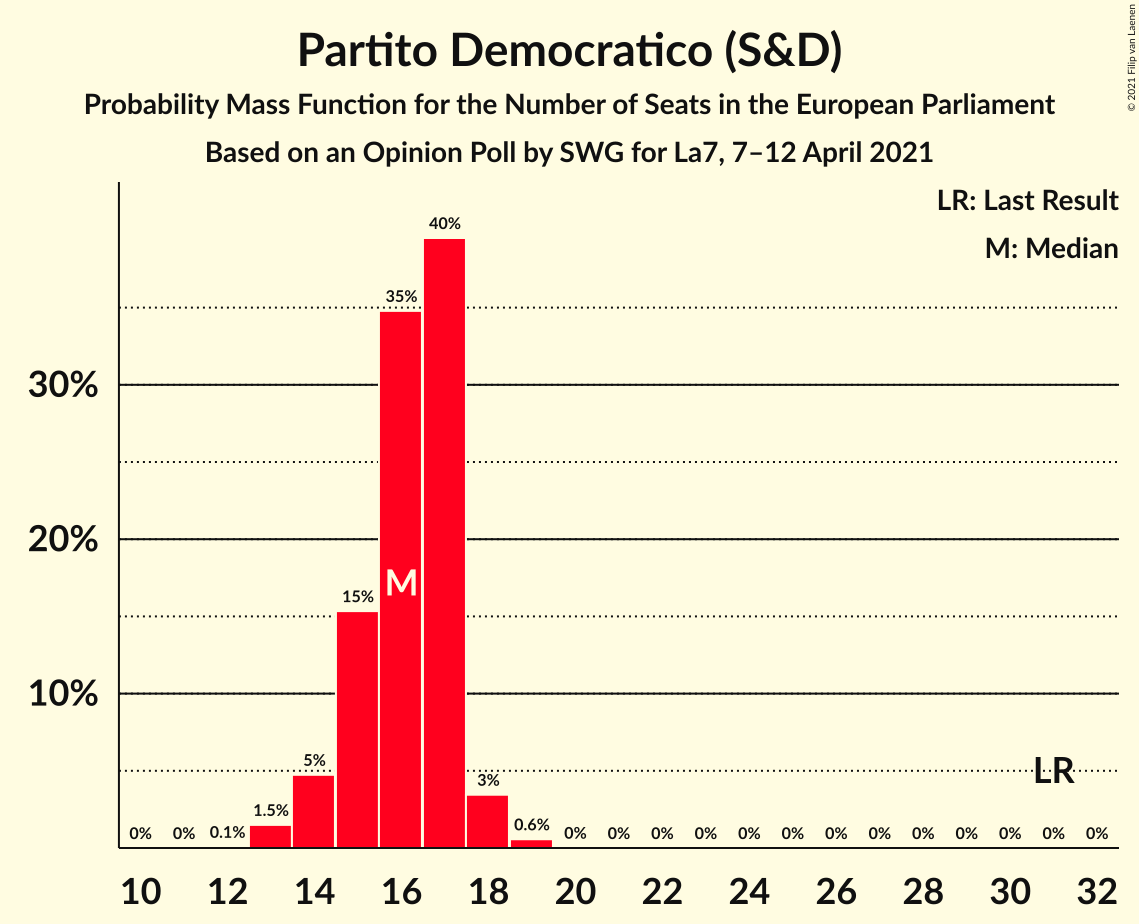 Partito Democratico (S&D)
Probability Mass Function for the Number of Seats in the European Parliament
Based on an Opinion Poll by SWG for La7, 7–12 April 2021
© 2021 Filip van Laenen
LR: Last Result
M: Median
30%
20%
10%
0% 0% 0.1% 1.5% 5% 15% 35% 40% 3% 0.6% 0% 0% 0% 0% 0% 0% 0% 0% 0% 0% 0% 0% 0%
M
LR
10 12 14 16 18 20 22 24 26 28 30 32